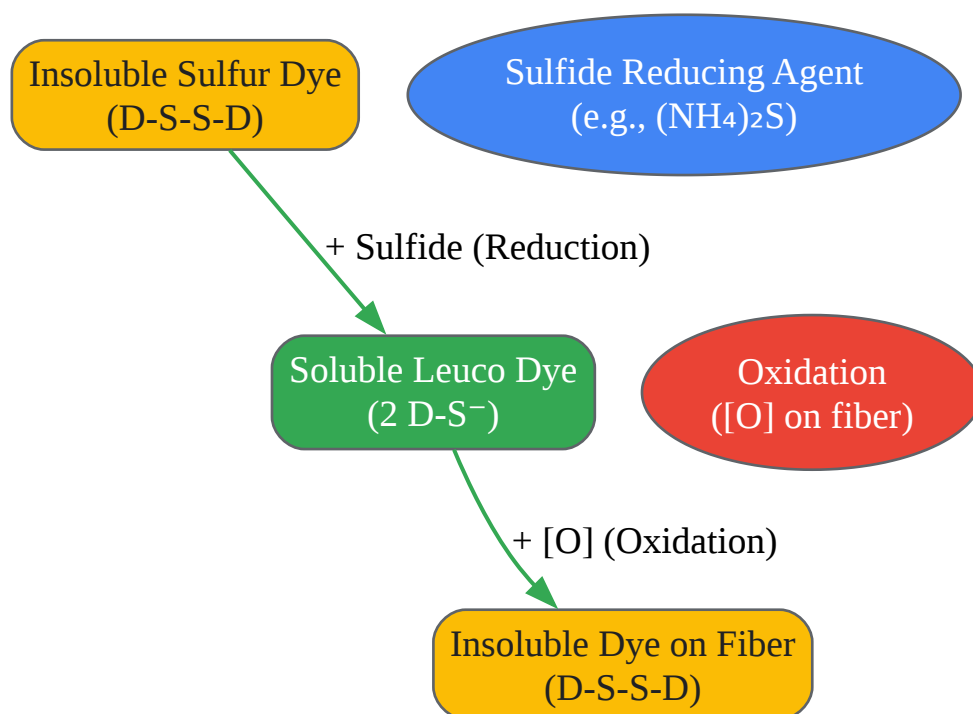 Insoluble Sulfur Dye
(D-S-S-D)
Sulfide Reducing Agent
(e.g., (NH₄)₂S)
+ Sulfide (Reduction)
Soluble Leuco Dye
(2 D-S⁻)
Oxidation
([O] on fiber)
+ [O] (Oxidation)
Insoluble Dye on Fiber
(D-S-S-D)